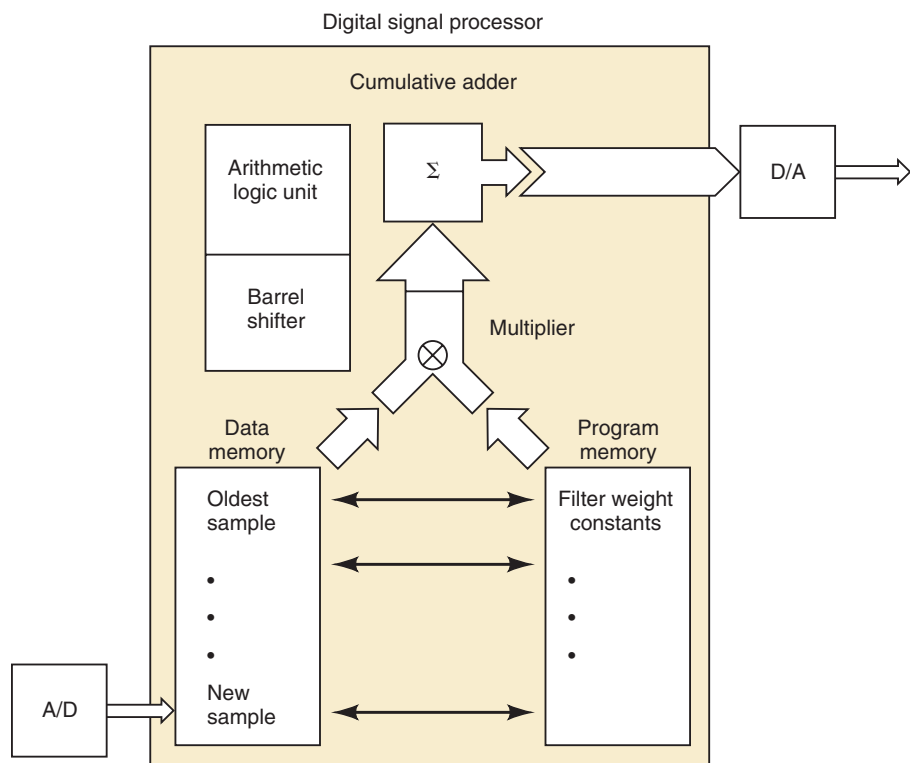 Digital signal processor
Cumulative adder
Arithmetic
logic unit
Σ
D/A
Barrel
shifter
Multiplier
Data
memory
Program
memory
Oldest
sample
Filter weight
constants
A/D
New
sample